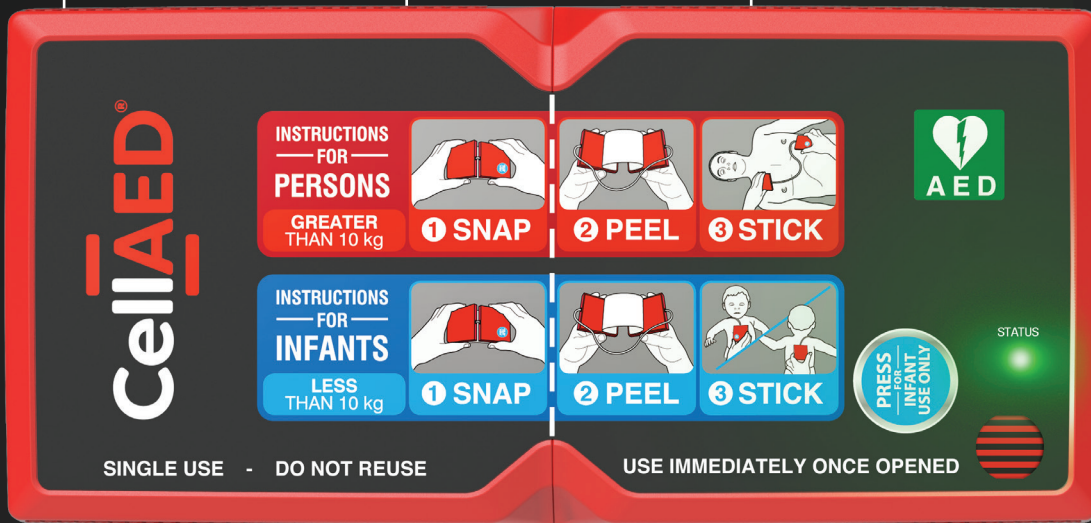 CellAED®
INSTRUCTIONS
FOR
PERSONS
GREATER
THAN 10 kg
1 SNAP
2 PEEL
3 STICK
AED
INSTRUCTIONS
FOR
INFANTS
LESS
THAN 10 kg
1 SNAP
2 PEEL
3 STICK
PRESS
FOR
INFANT
USE ONLY
STATUS
SINGLE USE - DO NOT REUSE
USE IMMEDIATELY ONCE OPENED